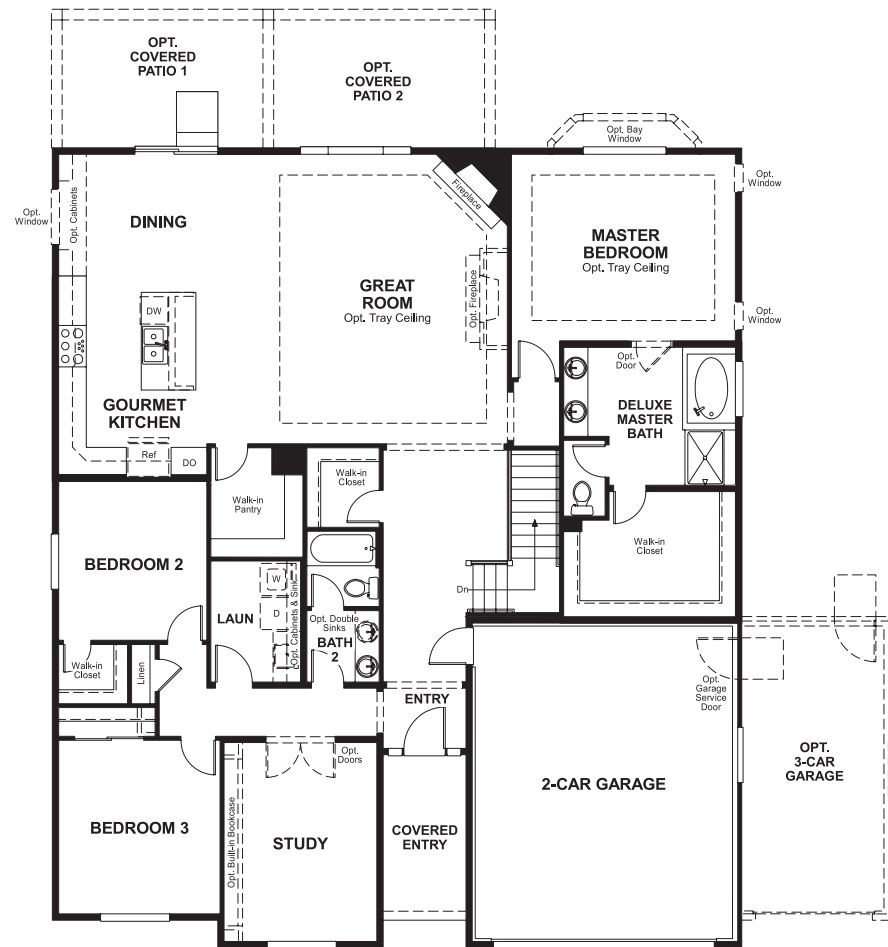 OPT.
COVERED
PATIO 1
OPT.
COVERED
PATIO 2
Opt. Bay
Window
Opt.
Window
Opt.
Window
Opt. Cabinets
DINING
Fireplace
MASTER
BEDROOM
Opt. Tray Ceiling
GREAT
ROOM
Opt. Tray Ceiling
Opt. Fireplace
Opt.
Window
DW
Opt.
Door
GOURMET
KITCHEN
DELUXE
MASTER
BATH
Ref
DO
Walk-in
Pantry
Walk-in
Closet
Walk-in
Closet
BEDROOM 2
W
D
LAUN
Opt. Cabinets & Sink
Opt. Double
Sinks
BATH
2
Dn
Walk-in
Closet
Linen
ENTRY
Opt.
Garage
Service
Door
Opt.
Doors
OPT.
3-CAR
GARAGE
2-CAR GARAGE
BEDROOM 3
Opt. Built-in Bookcase
STUDY
COVERED
ENTRY